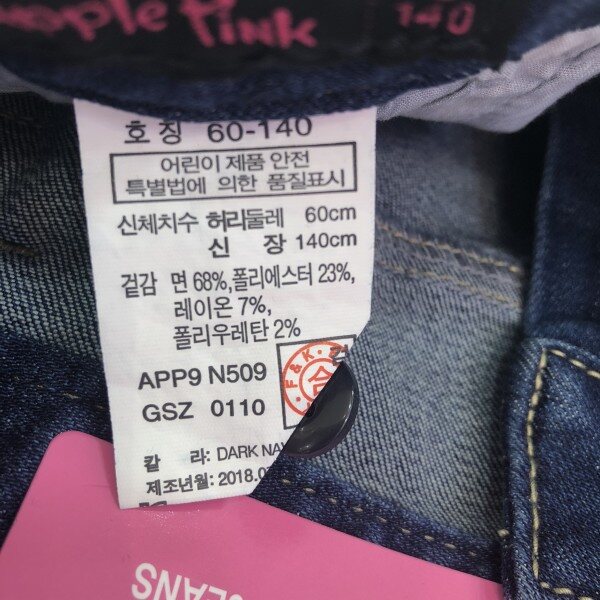 ople Pink
140
호 칭 60-140
어린이 제품 안전
특별법에 의한 품질표시
신체치수 허리둘레 60cm
신 장 140cm
겉감 면 68%,폴리에스터 23%,
레이온 7%,
폴리우레탄 2%
APP9 N509
GSZ 0110
F&K
합
칼 라: DARK NA
제조년월: 2018.0
JEANS